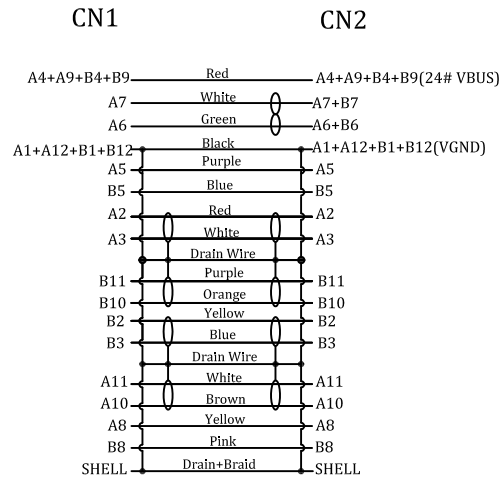 CN1 CN2
A4+A9+B4+B9 Red A4+A9+B4+B9(24# VBUS)
A7 White A7+B7
A6 Green A6+B6
A1+A12+B1+B12 Black A1+A12+B1+B12(VGND)
A5 Purple A5
B5 Blue B5
A2 Red A2
A3 White A3
Drain Wire
B11 Purple B11
B10 Orange B10
B2 Yellow B2
B3 Blue B3
Drain Wire
A11 White A11
A10 Brown A10
A8 Yellow A8
B8 Pink B8
SHELL Drain+Braid SHELL